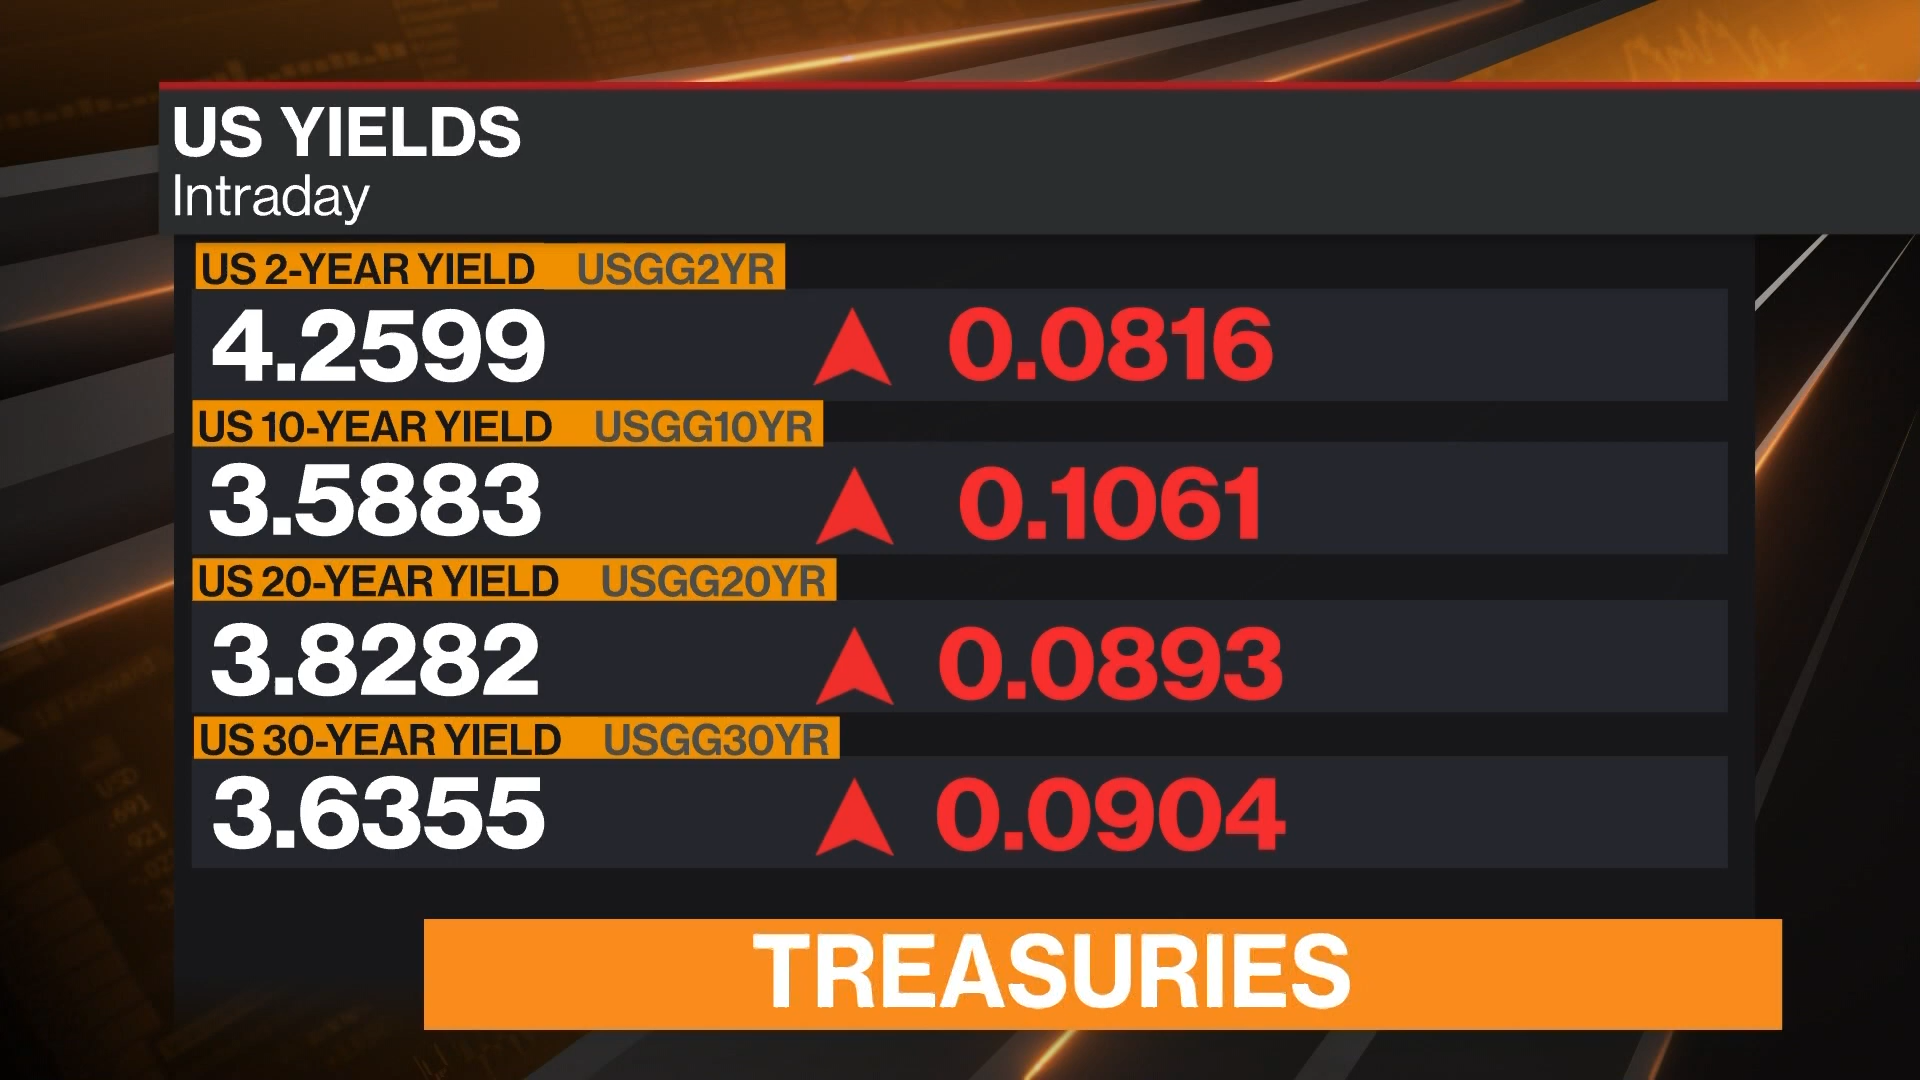 US YIELDS
Intraday
US 2-YEAR YIELD USGG2YR
4.2599 0.0816
US 10-YEAR YIELD USGG10YR
3.5883 0.1061
US 20-YEAR YIELD USGG20YR
3.8282 0.0893
US 30-YEAR YIELD USGG30YR
3.6355 0.0904
TREASURIES